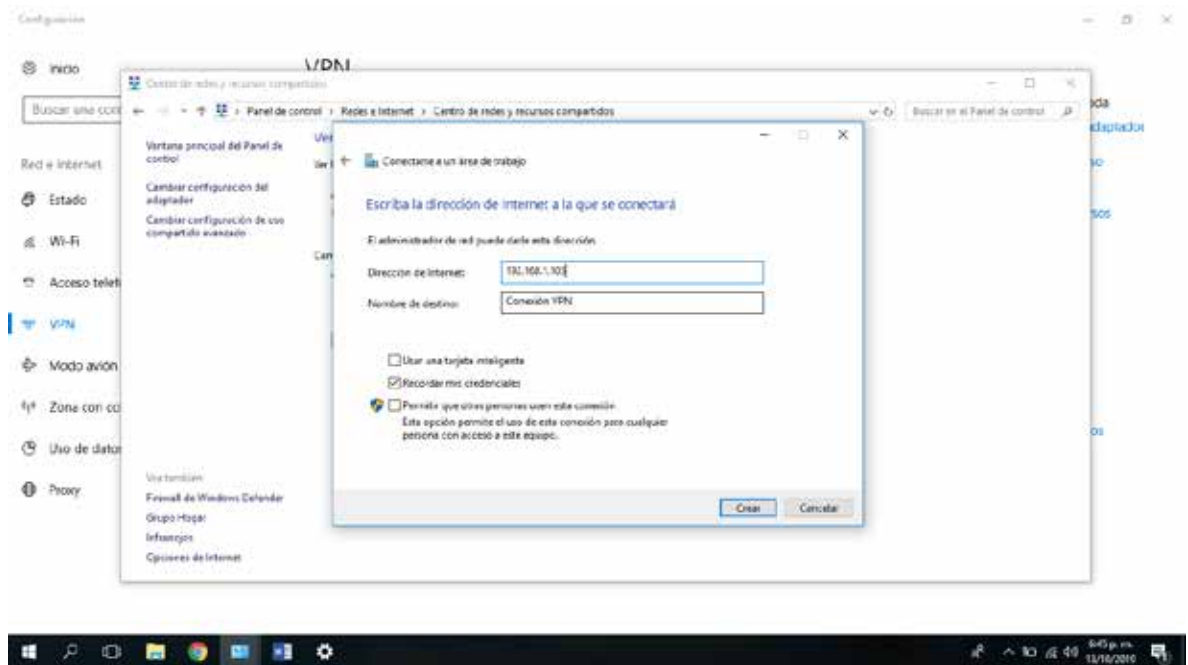 Configuración
Inicio
VPN
Buscar una
Red e Internet
Estado
Wi-Fi
Acceso
VPN
Modo avión
Zona con
Uso de
Proxy
Centro de redes y recursos compartidos
Panel de control › Redes e Internet › Centro de redes y recursos compartidos
Buscar en el Panel de control
Ventana principal del Panel de
control
Cambiar configuración del
adaptador
Cambiar configuración de uso
compartido avanzado
Vea también
Firewall de Windows Defender
Grupo Hogar
Infrarrojos
Opciones de Internet
Conectarse a un área de trabajo
Escriba la dirección de Internet a la que se conectará
El administrador de red puede darle esta dirección.
Dirección de Internet: 192.168.1.103
Nombre de destino: Conexión VPN
Usar una tarjeta inteligente
Recordar mis credenciales
Permitir que otras personas usen esta conexión
Esta opción permite el uso de esta conexión para cualquier
persona con acceso a este equipo.
Crear Cancelar
adaptador
6:45 p. m.